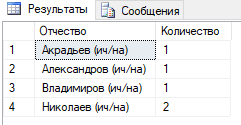 Результаты Сообщения
Отчество Количество
1 Акрадьев (ич/на) 1
2 Александров (ич/на) 1
3 Владимиров (ич/на) 1
4 Николаев (ич/на) 2